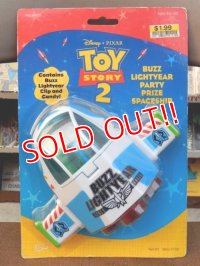 $1.99
Disney • PIXAR
TOY
STORY
2
Contains
Buzz
Lightyear
Clip and
Candy!
BUZZ
LIGHTYEAR
PARTY
PRIZE
SPACESHIP
SOLD OUT!!
BUZZ
LIGHTYEAR